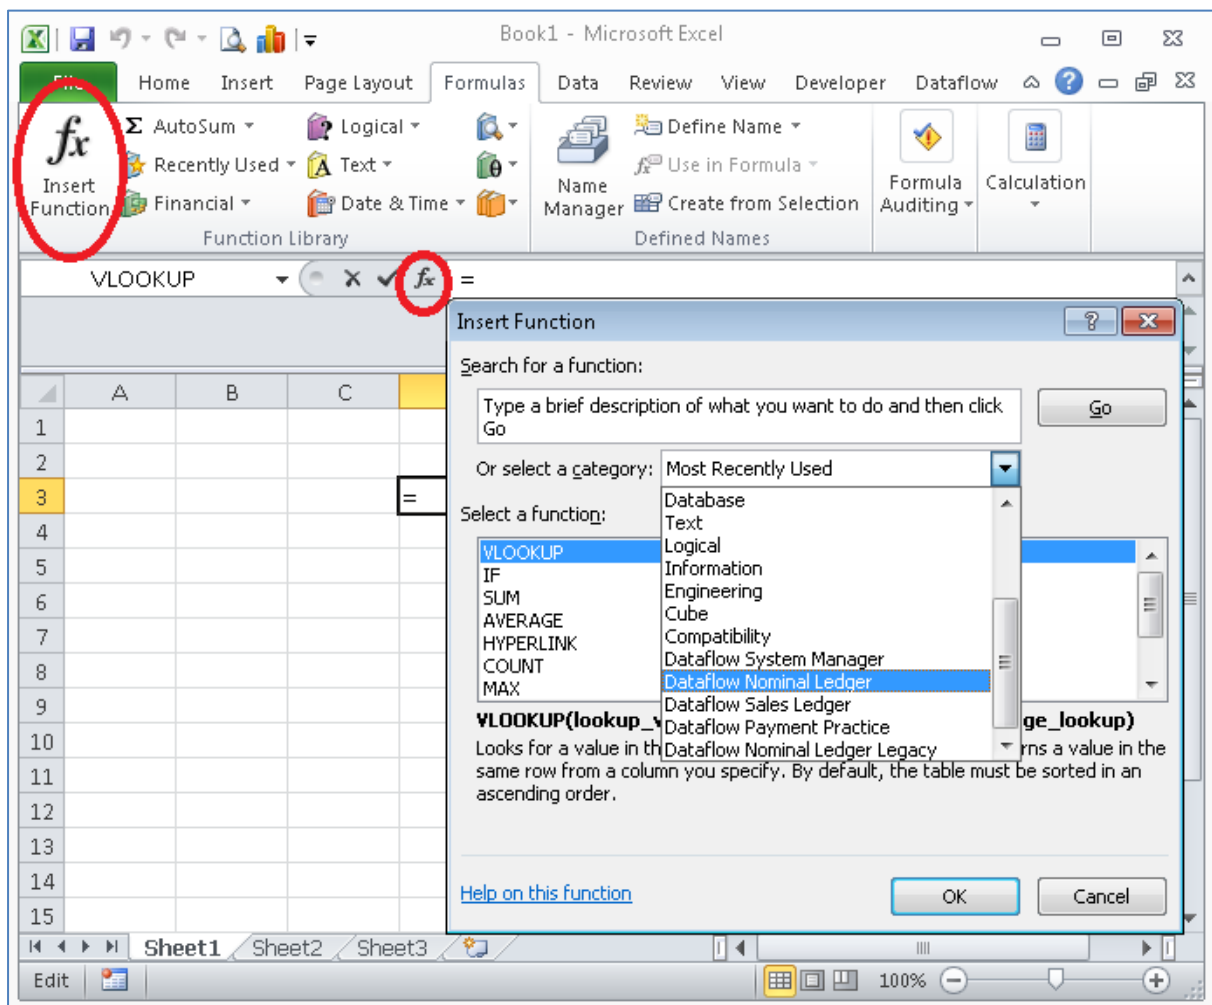 Book1 - Microsoft Excel
File Home Insert Page Layout Formulas Data Review View Developer Dataflow
fx Σ AutoSum Logical Define Name
Recently Used Text fx Use in Formula
Insert Function Financial Date & Time Name Manager Create from Selection Formula Auditing Calculation
Function Library Defined Names
VLOOKUP fx =
Insert Function
Search for a function:
Type a brief description of what you want to do and then click
Go
Go
Or select a category: Most Recently Used
Database
Text
Logical
Information
Engineering
Cube
Compatibility
Dataflow System Manager
Dataflow Nominal Ledger
Dataflow Sales Ledger
Dataflow Payment Practice
Dataflow Nominal Ledger Legacy
Select a function:
VLOOKUP
IF
SUM
AVERAGE
HYPERLINK
COUNT
MAX
VLOOKUP(lookup_v ge_lookup)
Looks for a value in th rns a value in the
same row from a column you specify. By default, the table must be sorted in an
ascending order.
Help on this function OK Cancel
A B C
1
2
3 =
4
5
6
7
8
9
10
11
12
13
14
15
Sheet1 Sheet2 Sheet3
Edit 100%